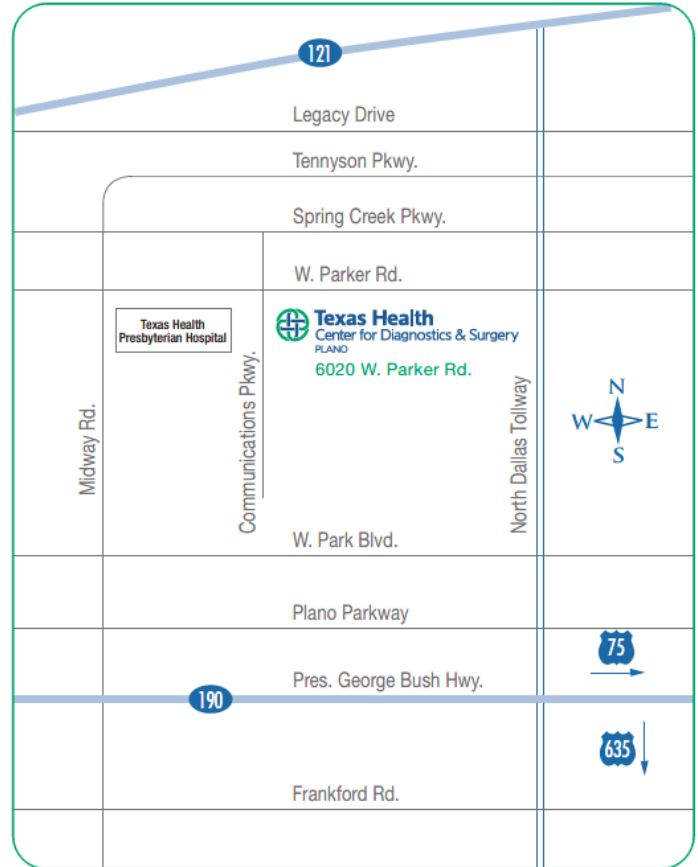 121
Legacy Drive
Tennyson Pkwy.
Spring Creek Pkwy.
W. Parker Rd.
Texas Health
Presbyterian Hospital
Texas Health
Center for Diagnostics & Surgery
PLANO
6020 W. Parker Rd.
Midway Rd.
Communications Pkwy.
North Dallas Tollway
N
W E
S
W. Park Blvd.
Plano Parkway
75
Pres. George Bush Hwy.
190
635
Frankford Rd.